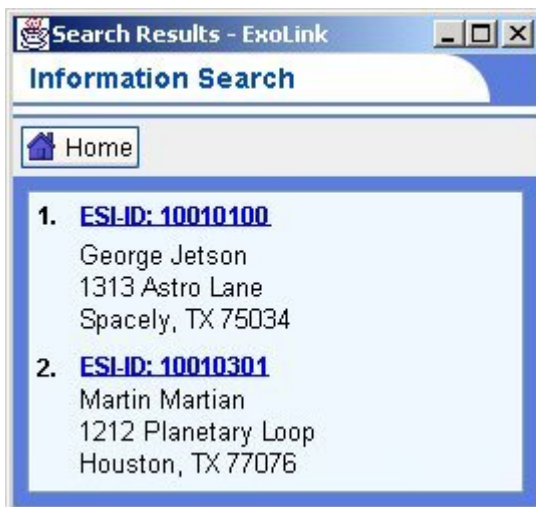 Search Results - ExoLink
Information Search
Home
1. ESI-ID: 10010100
George Jetson
1313 Astro Lane
Spacely, TX 75034
2. ESI-ID: 10010301
Martin Martian
1212 Planetary Loop
Houston, TX 77076